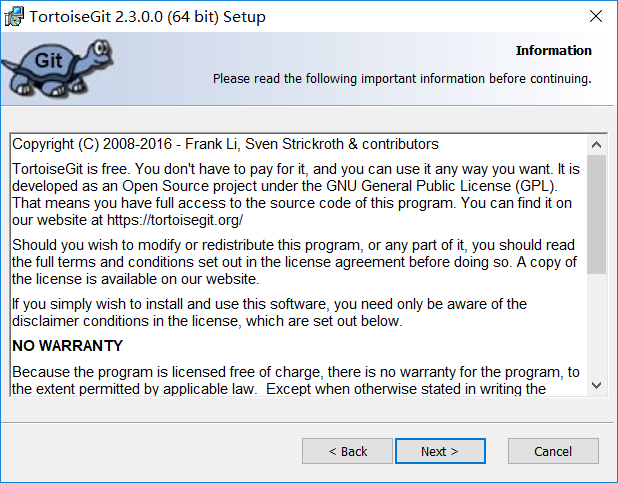 TortoiseGit 2.3.0.0 (64 bit) Setup
Git
Information
Please read the following important information before continuing.
Copyright (C) 2008-2016 - Frank Li, Sven Strickroth & contributors
TortoiseGit is free. You don't have to pay for it, and you can use it any way you want. It is
developed as an Open Source project under the GNU General Public License (GPL).
That means you have full access to the source code of this program. You can find it on
our website at https://tortoisegit.org/
Should you wish to modify or redistribute this program, or any part of it, you should read
the full terms and conditions set out in the license agreement before doing so. A copy of
the license is available on our website.
If you simply wish to install and use this software, you need only be aware of the
disclaimer conditions in the license, which are set out below.
NO WARRANTY
Because the program is licensed free of charge, there is no warranty for the program, to
the extent permitted by applicable law.  Except when otherwise stated in writing the
< Back
Next >
Cancel